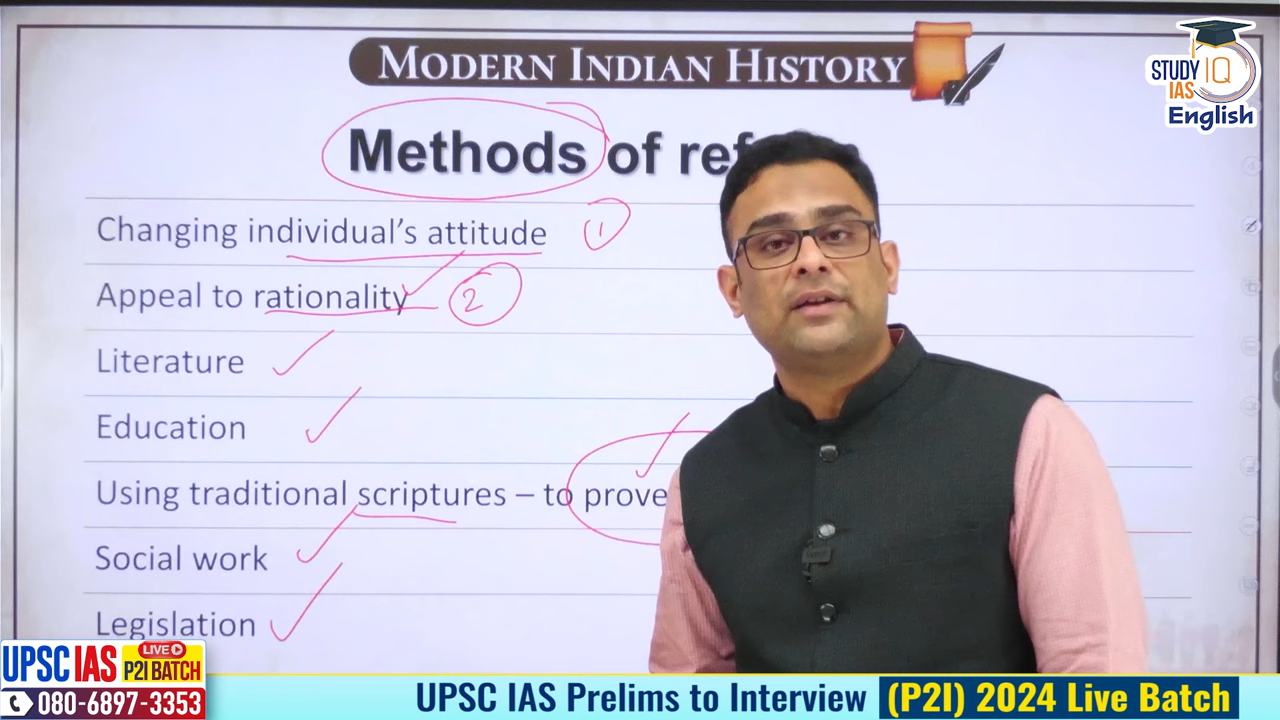 MODERN INDIAN HISTORY
STUDY IQ
IAS
English
Methods of ref
Changing individual's attitude 1
Appeal to rationality 2
Literature
Education
Using traditional scriptures – to prove
Social work
Legislation
UPSC IAS LIVE
P2I BATCH
080-6897-3353
UPSC IAS Prelims to Interview (P2I) 2024 Live Batch